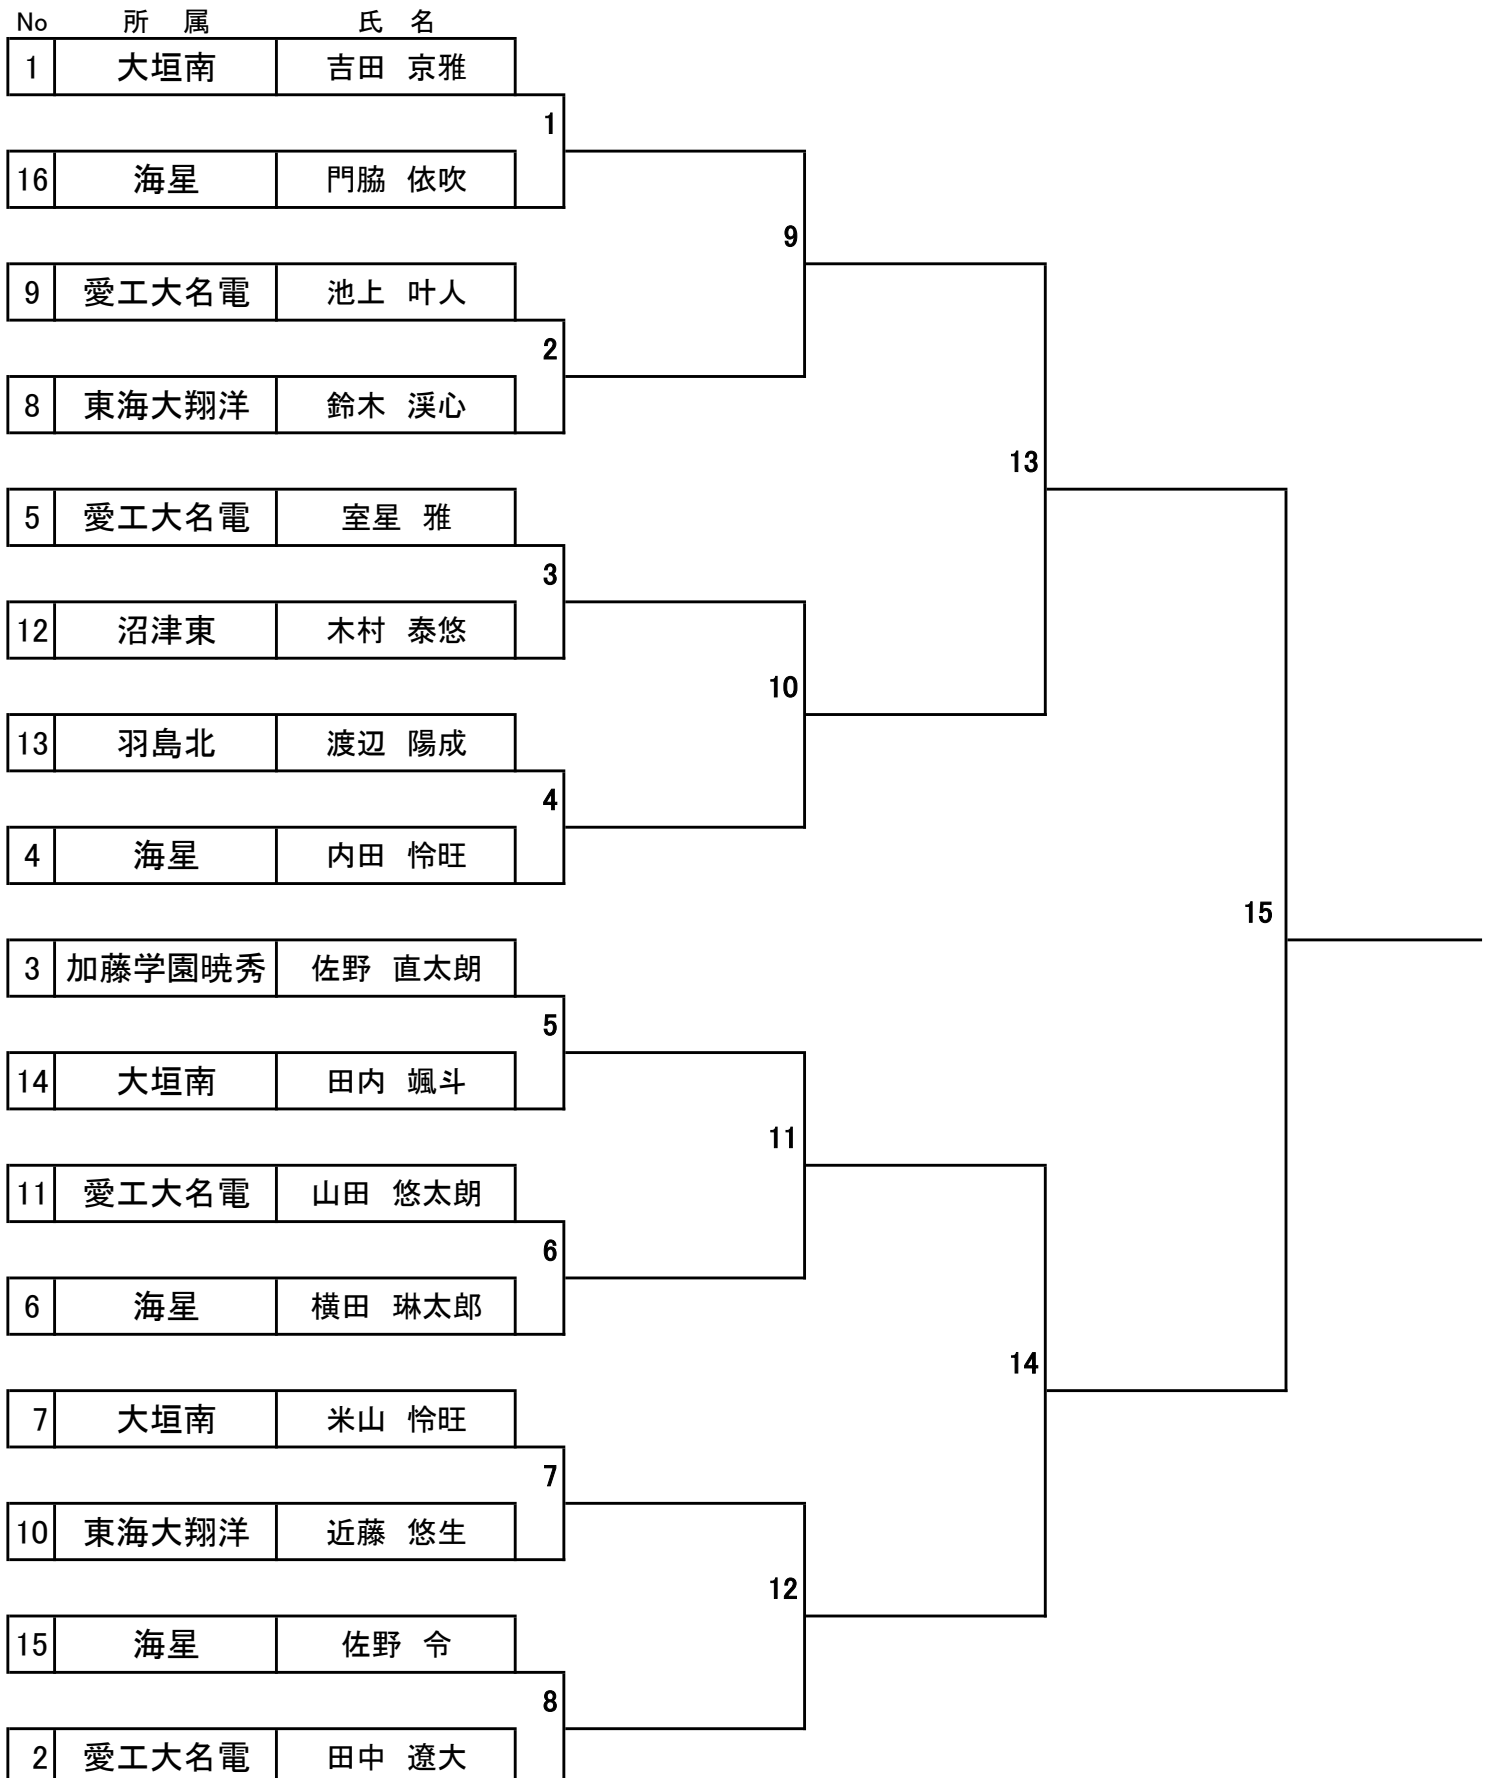 No 所 属 氏 名
1 大垣南 吉田 京雅
1
16 海星 門脇 依吹
9
9 愛工大名電 池上 叶人
2
8 東海大翔洋 鈴木 渓心
13
5 愛工大名電 室星 雅
3
12 沼津東 木村 泰悠
10
13 羽島北 渡辺 陽成
4
4 海星 内田 怜旺
15
3 加藤学園暁秀 佐野 直太朗
5
14 大垣南 田内 颯斗
11
11 愛工大名電 山田 悠太朗
6
6 海星 横田 琳太郎
14
7 大垣南 米山 怜旺
7
10 東海大翔洋 近藤 悠生
12
15 海星 佐野 令
8
2 愛工大名電 田中 遼大